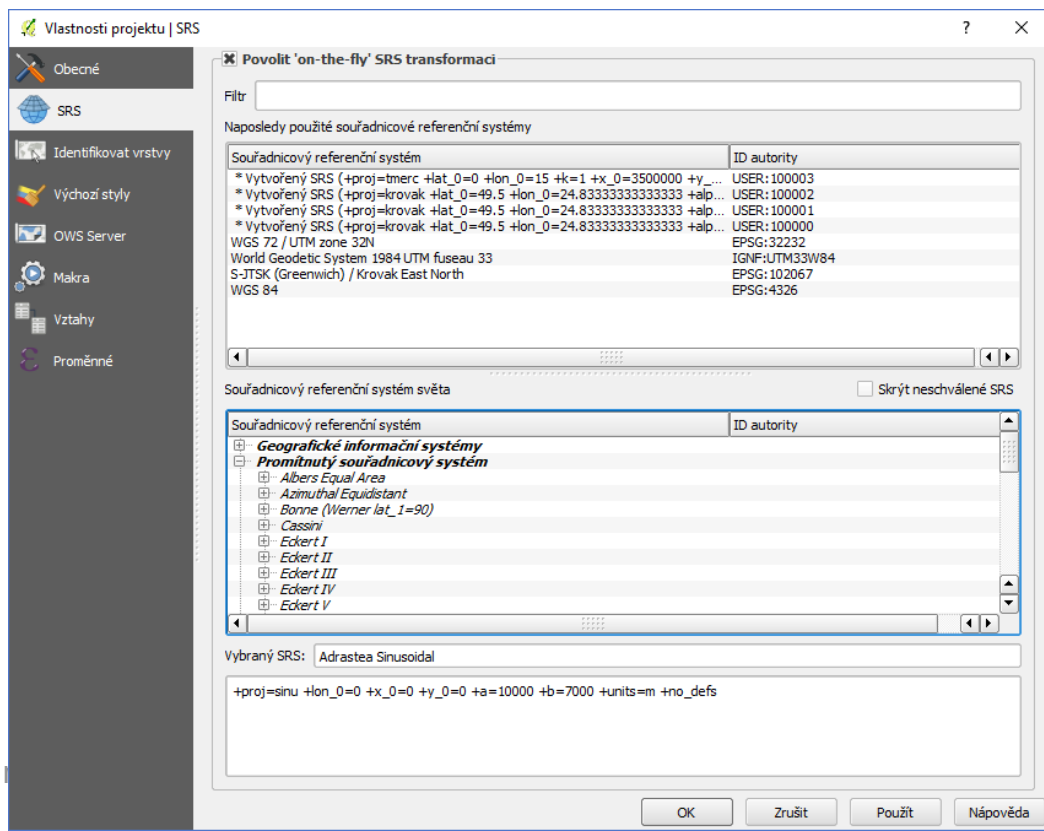 Vlastnosti projektu | SRS
?
Obecné
SRS
Identifikovat vrstvy
Výchozí styly
OWS Server
Makra
Vztahy
Proměnné
Povolit 'on-the-fly' SRS transformaci
Filtr
Naposledy použité souřadnicové referenční systémy
Souřadnicový referenční systém ID autority
* Vytvořený SRS (+proj=tmerc +lat_0=0 +lon_0=15 +k=1 +x_0=3500000 +y_... USER:100003
* Vytvořený SRS (+proj=krovak +lat_0=49.5 +lon_0=24.83333333333333 +alp... USER:100002
* Vytvořený SRS (+proj=krovak +lat_0=49.5 +lon_0=24.83333333333333 +alp... USER:100001
* Vytvořený SRS (+proj=krovak +lat_0=49.5 +lon_0=24.83333333333333 +alp... USER:100000
WGS 72 / UTM zone 32N EPSG:32232
World Geodetic System 1984 UTM fuseau 33 IGNF:UTM33W84
S-JTSK (Greenwich) / Krovak East North EPSG:102067
WGS 84 EPSG:4326
Souřadnicový referenční systém světa
Skrýt neschválené SRS
Souřadnicový referenční systém ID autority
Geografické informační systémy
Promítnutý souřadnicový systém
Albers Equal Area
Azimuthal Equidistant
Bonne (Werner lat_1=90)
Cassini
Eckert I
Eckert II
Eckert III
Eckert IV
Eckert V
Vybraný SRS: Adrastea Sinusoidal
+proj=sinu +lon_0=0 +x_0=0 +y_0=0 +a=10000 +b=7000 +units=m +no_defs
OK
Zrušit
Použít
Nápověda